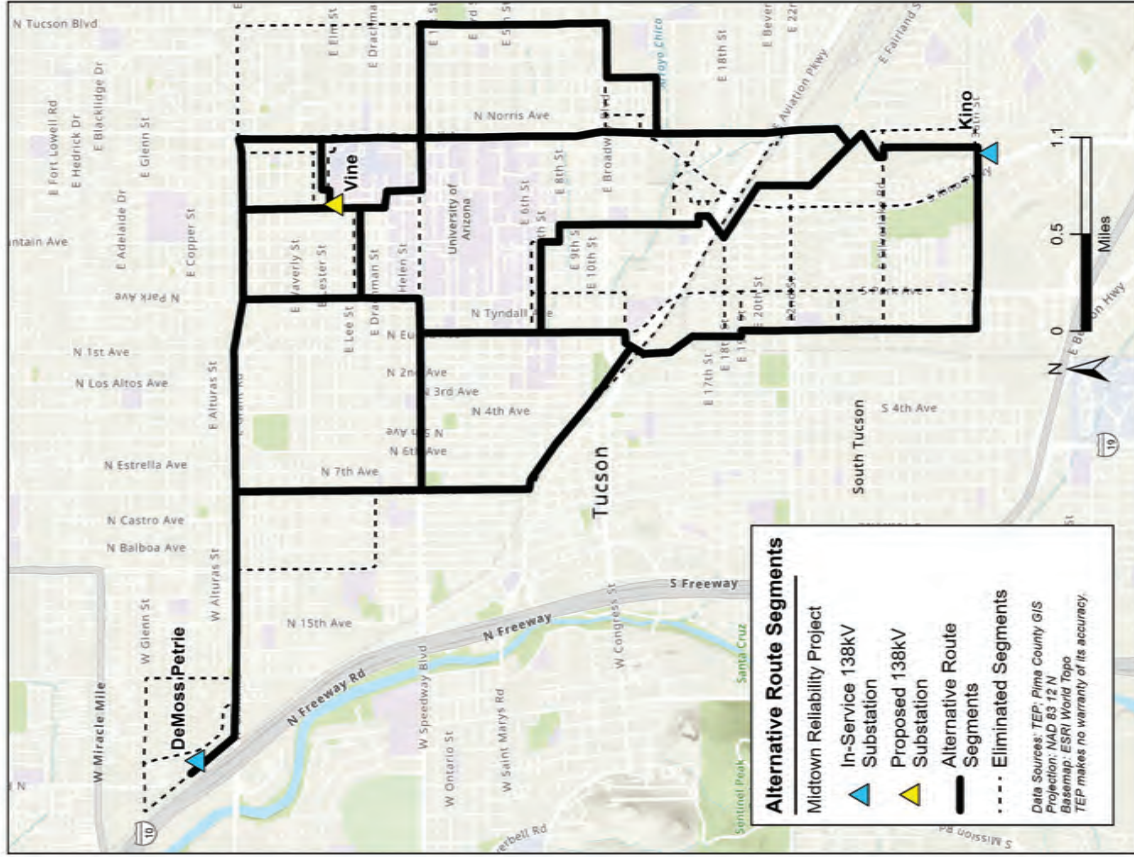 N Tucson Blvd
E Fort Lowell Rd
E Hedrick Dr
E Blacklidge Dr
E Glenn St
E Elm St
E Adelaide Dr
E Copper St
N Norris Ave
Arroyo Chico
E 18th St
E Fairland S
Vine
Kino
University of
Arizona
E 6th St
E 8th St
E 9th St
E 10th St
E Lee St
Helen St
N Park Ave
N Tyndall Ave
N 1st Ave
N Los Altos Ave
N 2nd Ave
N 3rd Ave
N 4th Ave
N 6th Ave
N 7th Ave
N Estrella Ave
N Castro Ave
N Balboa Ave
N 15th Ave
E Alturas St
W Alturas St
W Glenn St
W Miracle Mile
DeMoss Petrie
E 17th St
E 18th St
E 20th St
S 4th Ave
Tucson
South Tucson
N Freeway
N Freeway Rd
S Freeway
W Speedway Blvd
W Ontario St
W Saint Marys Rd
W Congress St
Santa Cruz
Sentinel Peak
S Mission Rd
10
19
N
0
0.5
1.1
Miles
Alternative Route Segments
Midtown Reliability Project
In-Service 138kV
Substation
Proposed 138kV
Substation
Alternative Route
Segments
Eliminated Segments
Data Sources: TEP; Pima County GIS
Projection: NAD 83 12 N
Basemap: ESRI World Topo
TEP makes no warranty of its accuracy.